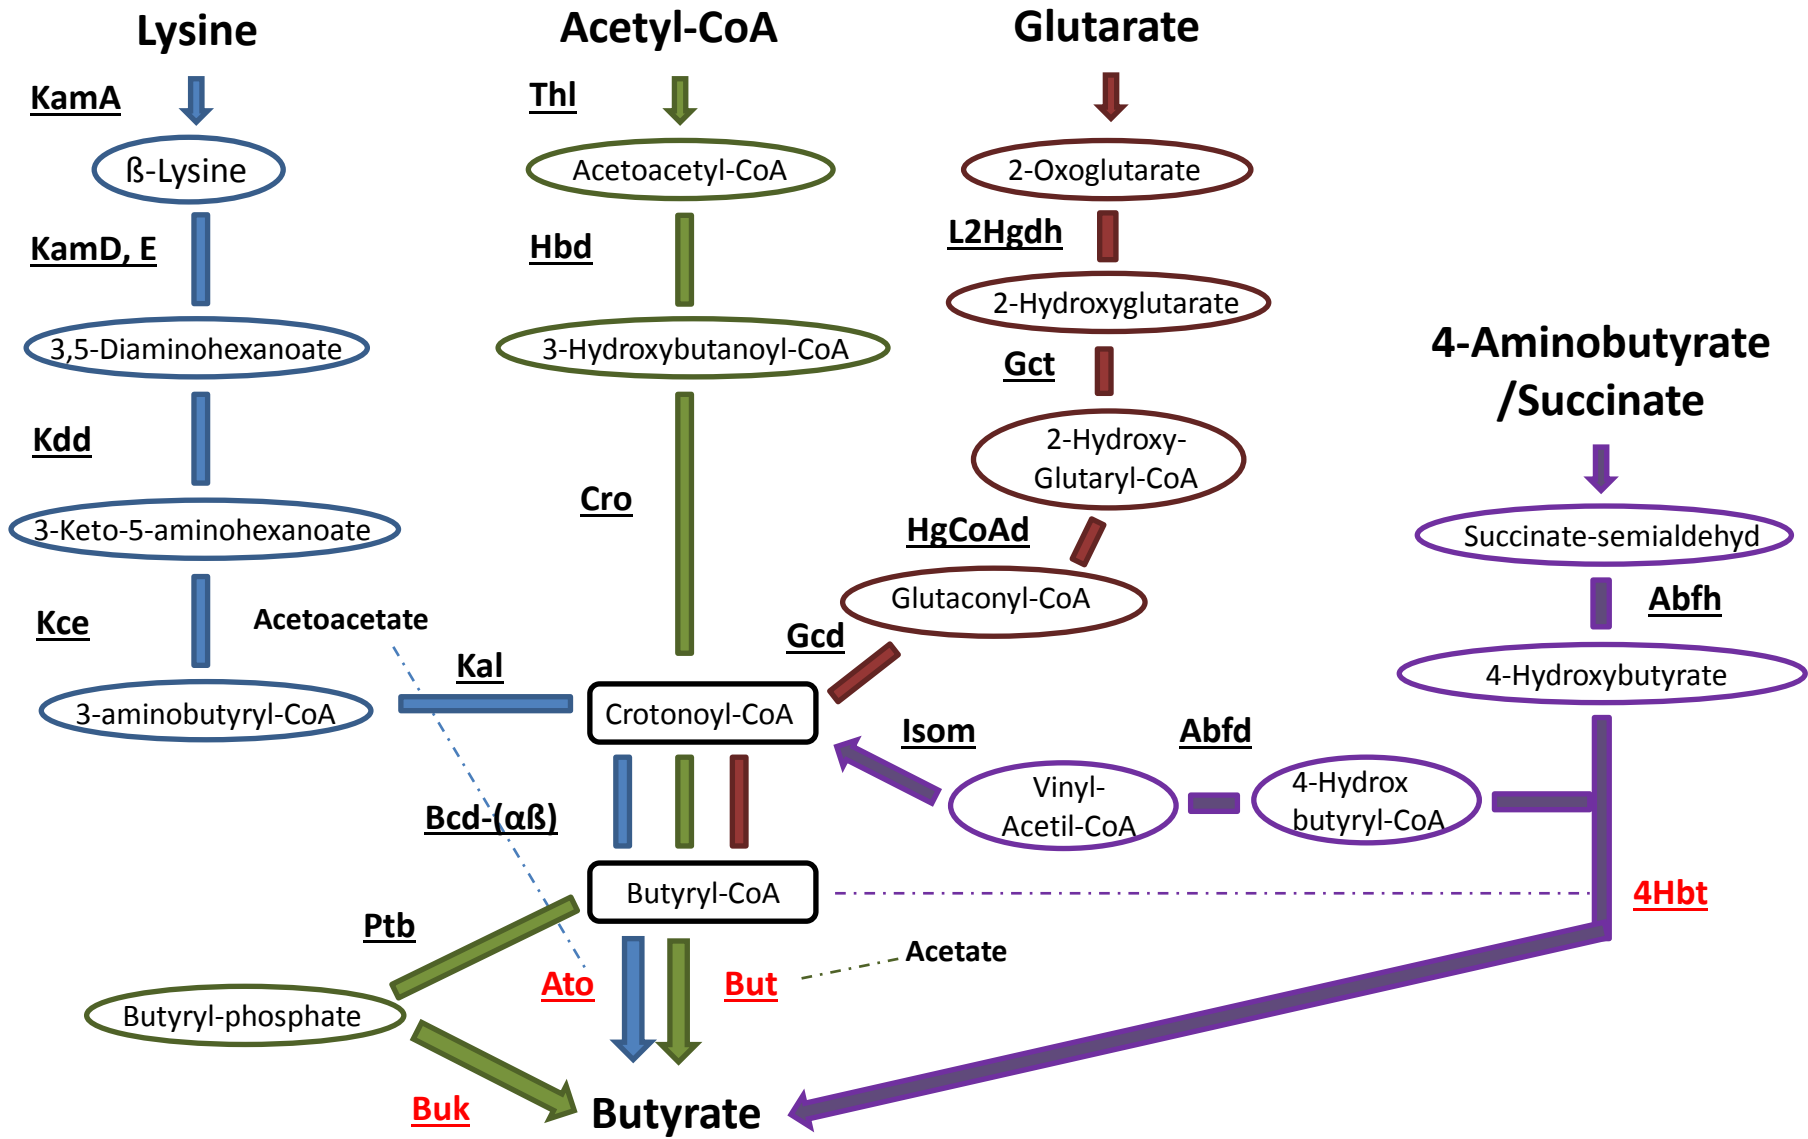 Lysine
Acetyl-CoA
Glutarate
KamA
Thl
ß-Lysine
Acetoacetyl-CoA
2-Oxoglutarate
KamD, E
Hbd
L2Hgdh
2-Hydroxyglutarate
3,5-Diaminohexanoate
3-Hydroxybutanoyl-CoA
Gct
4-Aminobutyrate
/Succinate
Kdd
Cro
2-Hydroxy-
Glutaryl-CoA
3-Keto-5-aminohexanoate
HgCoAd
Succinate-semialdehyd
Kce
Acetoacetate
Glutaconyl-CoA
Abfh
Gcd
Kal
4-Hydroxybutyrate
3-aminobutyryl-CoA
Crotonoyl-CoA
Isom
Abfd
Bcd-(αß)
Vinyl-
Acetil-CoA
4-Hydrox
butyryl-CoA
Butyryl-CoA
4Hbt
Ptb
Acetate
Ato
But
Butyryl-phosphate
Buk
Butyrate